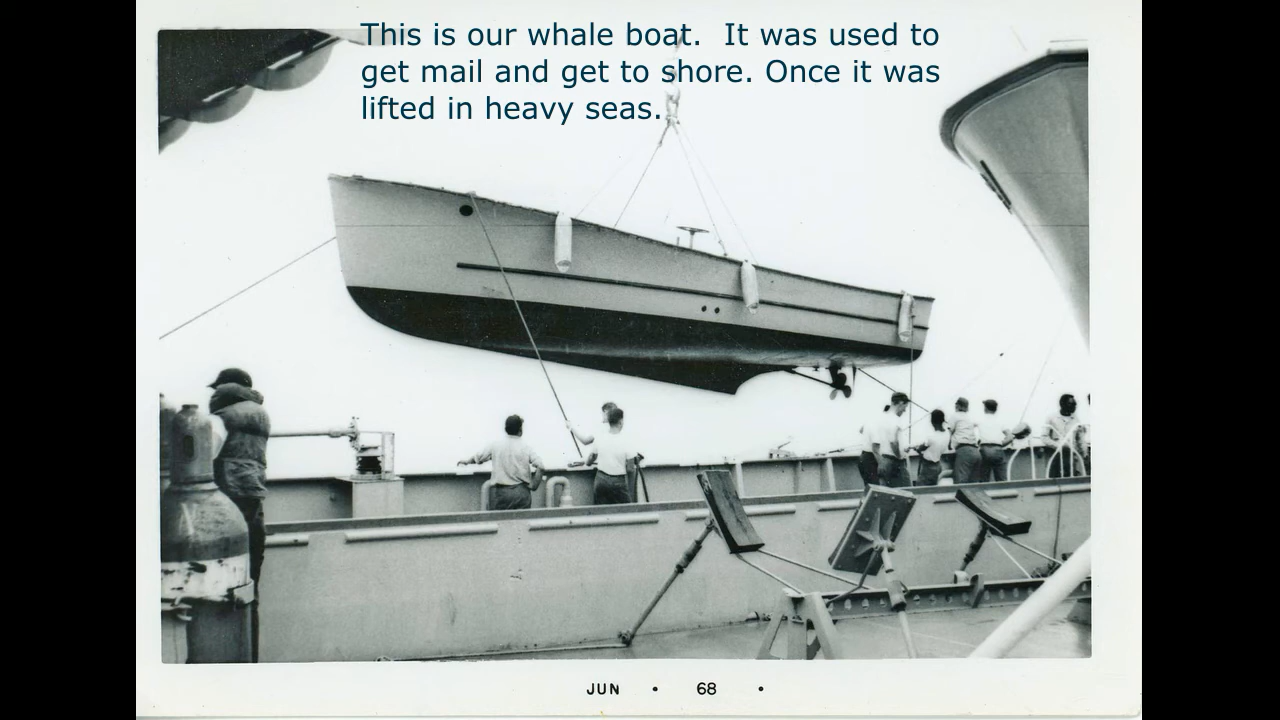 This is our whale boat.  It was used to
get mail and get to shore. Once it was
lifted in heavy seas.
JUN • 68 •